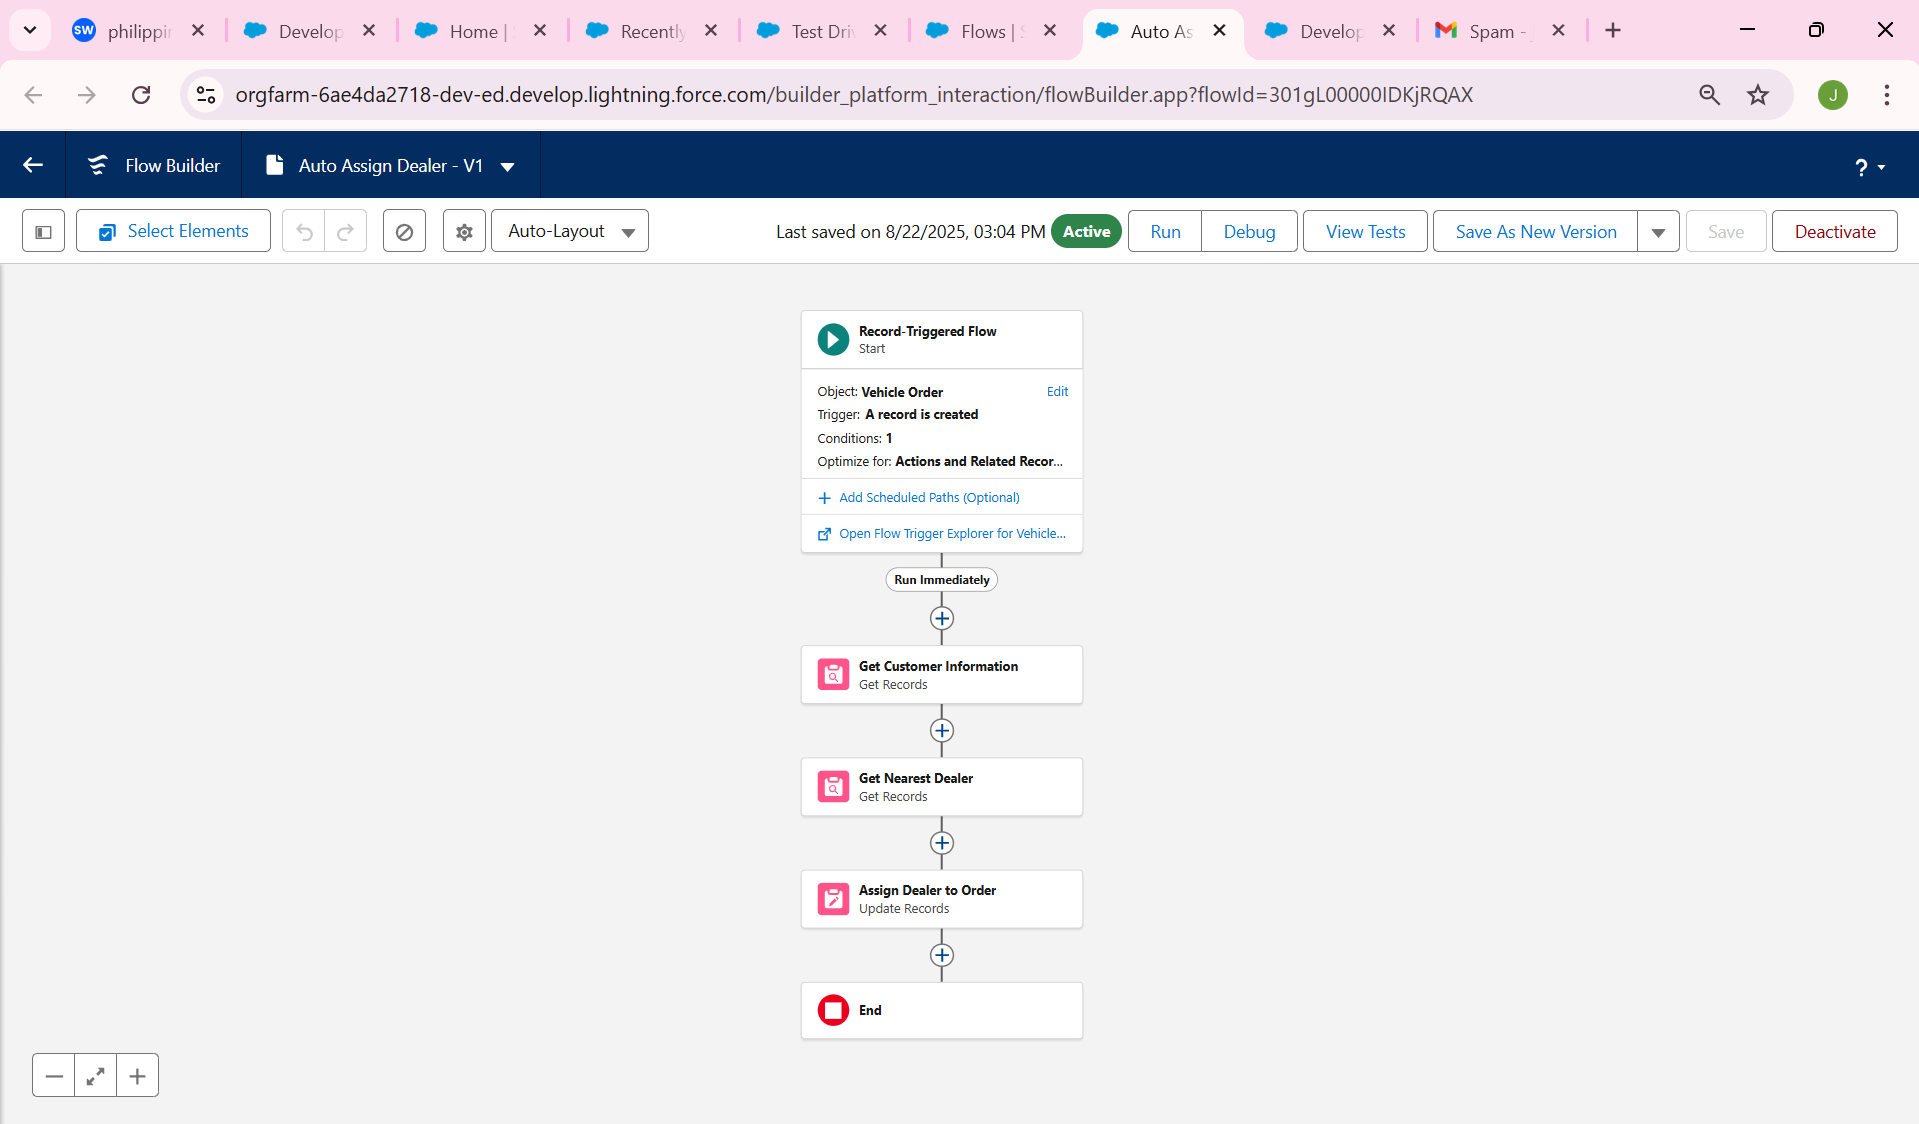 SW philippin
Develop
Home |
Recently
Test Driv
Flows | S
Auto As
Develop
Spam -
orgfarm-6ae4da2718-dev-ed.develop.lightning.force.com/builder_platform_interaction/flowBuilder.app?flowId=301gL00000IDKjRQAX
J
Flow Builder
Auto Assign Dealer - V1
?
Select Elements
Auto-Layout
Last saved on 8/22/2025, 03:04 PM
Active
Run
Debug
View Tests
Save As New Version
Save
Deactivate
Record-Triggered Flow
Start
Object: Vehicle Order
Edit
Trigger: A record is created
Conditions: 1
Optimize for: Actions and Related Recor...
Add Scheduled Paths (Optional)
Open Flow Trigger Explorer for Vehicle...
Run Immediately
Get Customer Information
Get Records
Get Nearest Dealer
Get Records
Assign Dealer to Order
Update Records
End